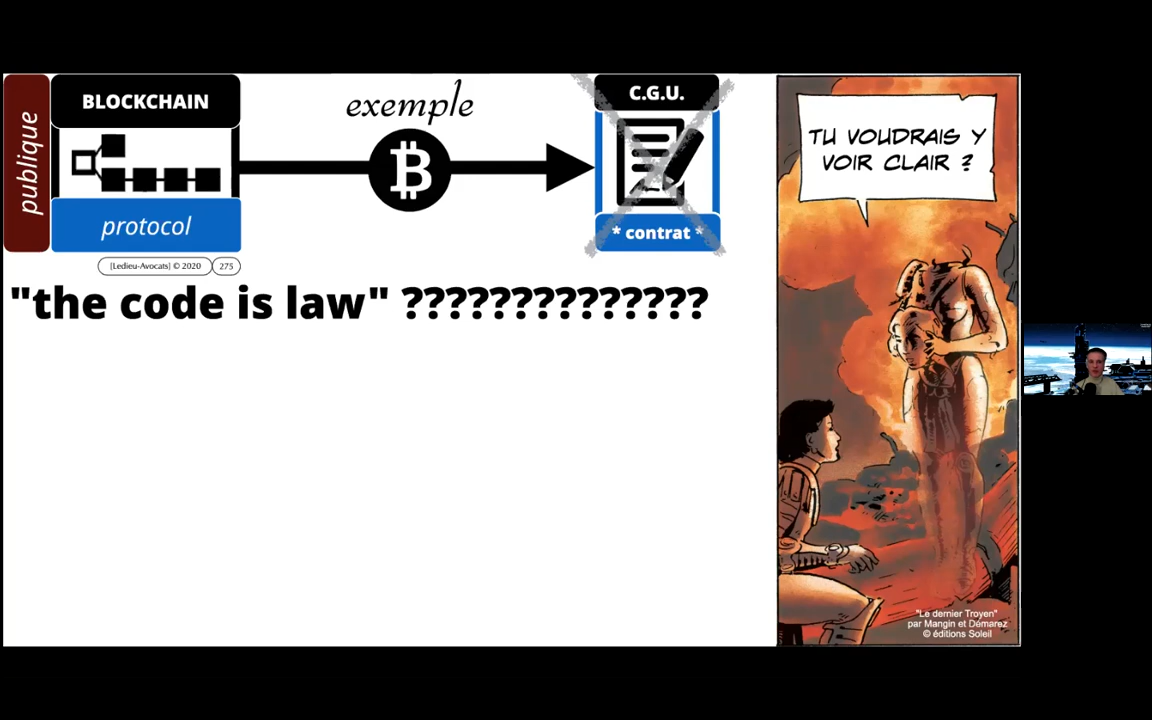 publique
BLOCKCHAIN
protocol
exemple
C.G.U.
* contrat *
[Ledieu-Avocats] © 2020
275
"the code is law" ??????????????
TU VOUDRAIS Y
VOIR CLAIR ?
"Le dernier Troyen"
par Mangin et Démarez
© éditions Soleil